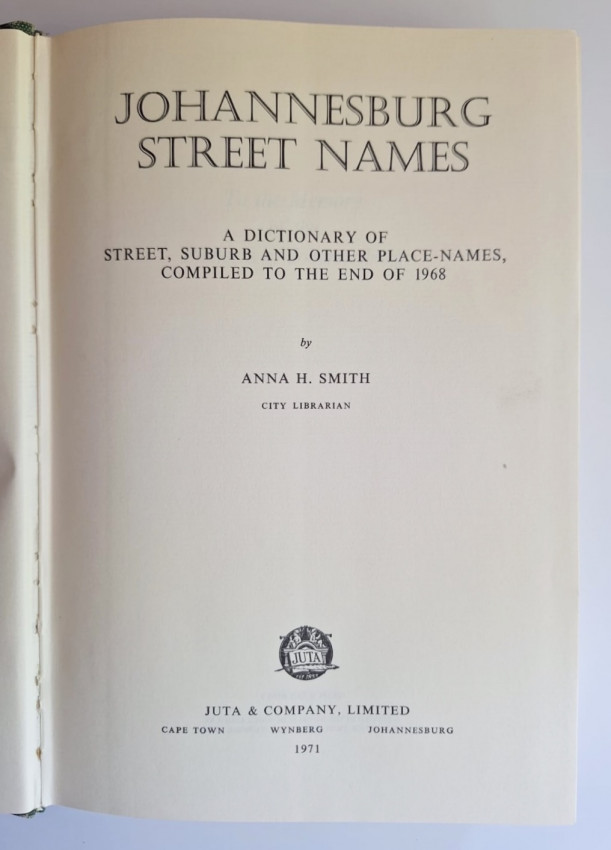 JOHANNESBURG
STREET NAMES
A DICTIONARY OF
STREET, SUBURB AND OTHER PLACE-NAMES,
COMPILED TO THE END OF 1968
by
ANNA H. SMITH
CITY LIBRARIAN
JUTA
JUTA & COMPANY, LIMITED
CAPE TOWN WYNBERG JOHANNESBURG
1971